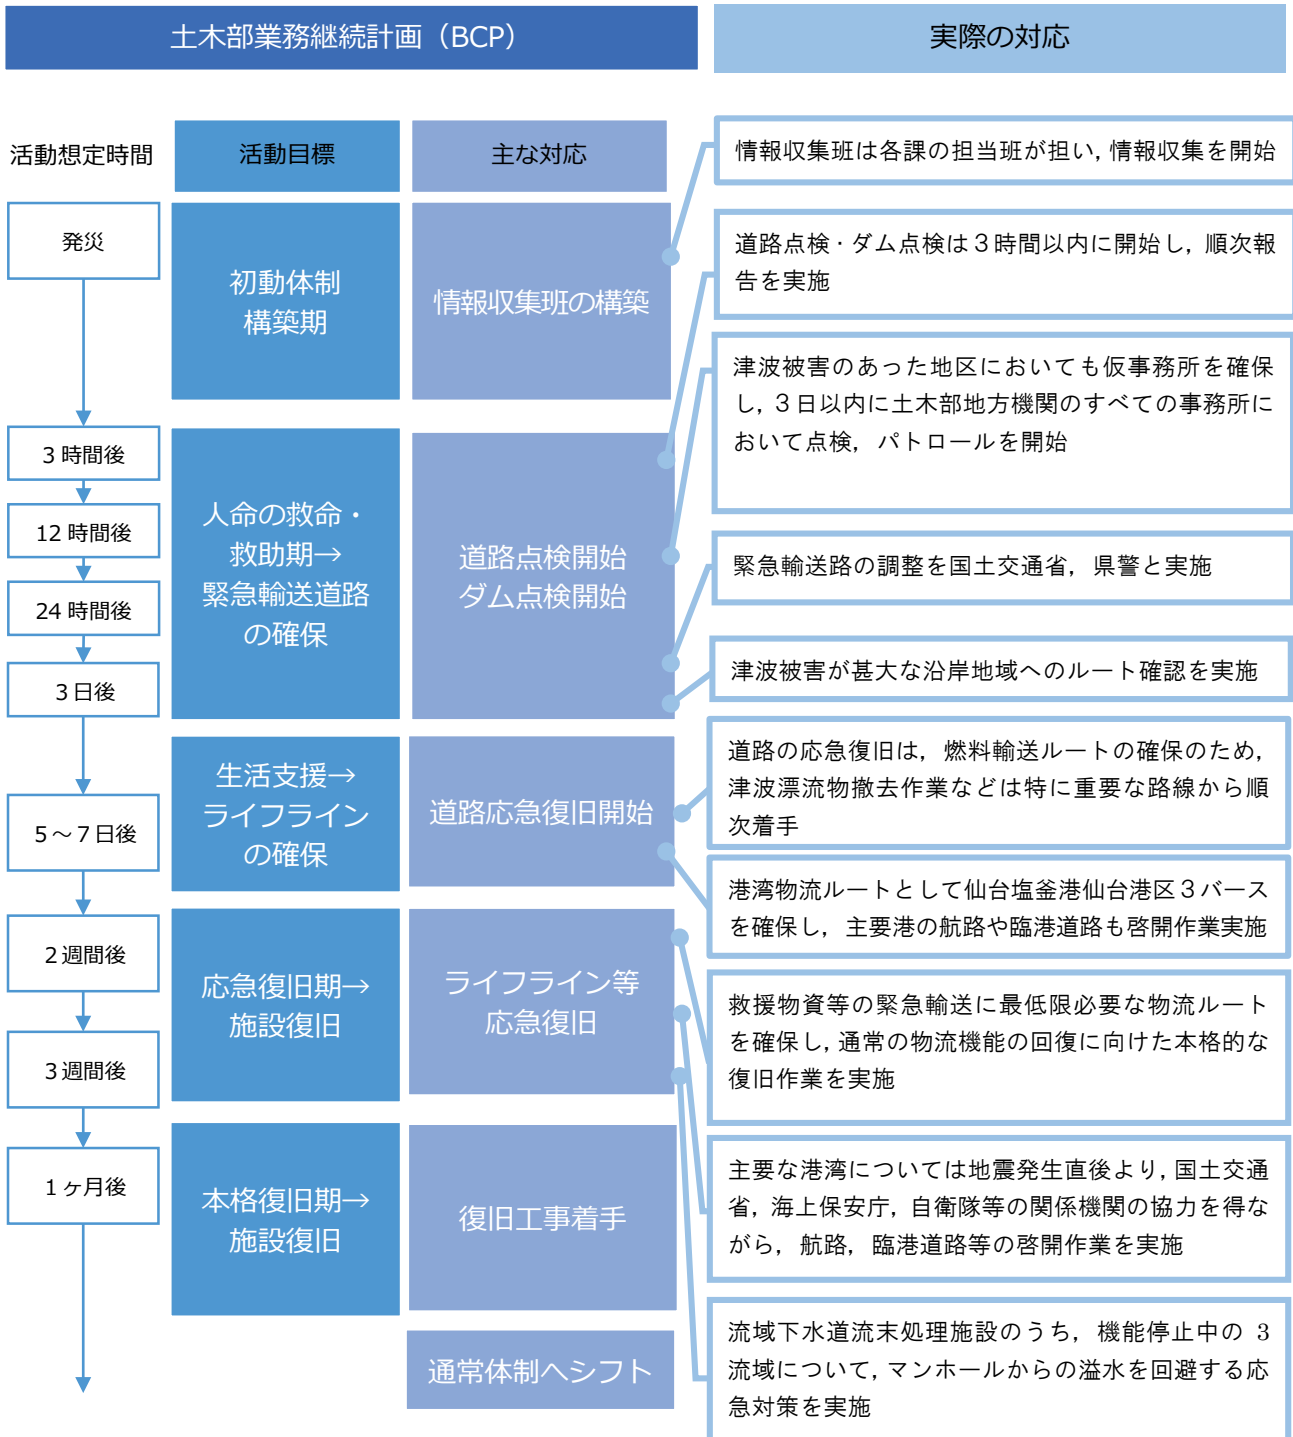 土木部業務継続計画（BCP）
実際の対応
活動想定時間
活動目標
主な対応
発災
3 時間後
12 時間後
24 時間後
3 日後
5～7 日後
2 週間後
3 週間後
1 ヶ月後
初動体制
構築期
人命の救命・
救助期→
緊急輸送道路
の確保
生活支援→
ライフライン
の確保
応急復旧期→
施設復旧
本格復旧期→
施設復旧
情報収集班の構築
道路点検開始
ダム点検開始
道路応急復旧開始
ライフライン等
応急復旧
復旧工事着手
通常体制へシフト
情報収集班は各課の担当班が担い，情報収集を開始
道路点検・ダム点検は３時間以内に開始し，順次報
告を実施
津波被害のあった地区においても仮事務所を確保
し，３日以内に土木部地方機関のすべての事務所に
おいて点検，パトロールを開始
緊急輸送路の調整を国土交通省，県警と実施
津波被害が甚大な沿岸地域へのルート確認を実施
道路の応急復旧は，燃料輸送ルートの確保のため，
津波漂流物撤去作業などは特に重要な路線から順
次着手
港湾物流ルートとして仙台塩釜港仙台港区３バース
を確保し，主要港の航路や臨港道路も啓開作業実施
救援物資等の緊急輸送に最低限必要な物流ルート
を確保し，通常の物流機能の回復に向けた本格的な
復旧作業を実施
主要な港湾については地震発生直後より，国土交通
省，海上保安庁，自衛隊等の関係機関の協力を得な
がら，航路，臨港道路等の啓開作業を実施
流域下水道流末処理施設のうち，機能停止中の 3
流域について，マンホールからの溢水を回避する応
急対策を実施